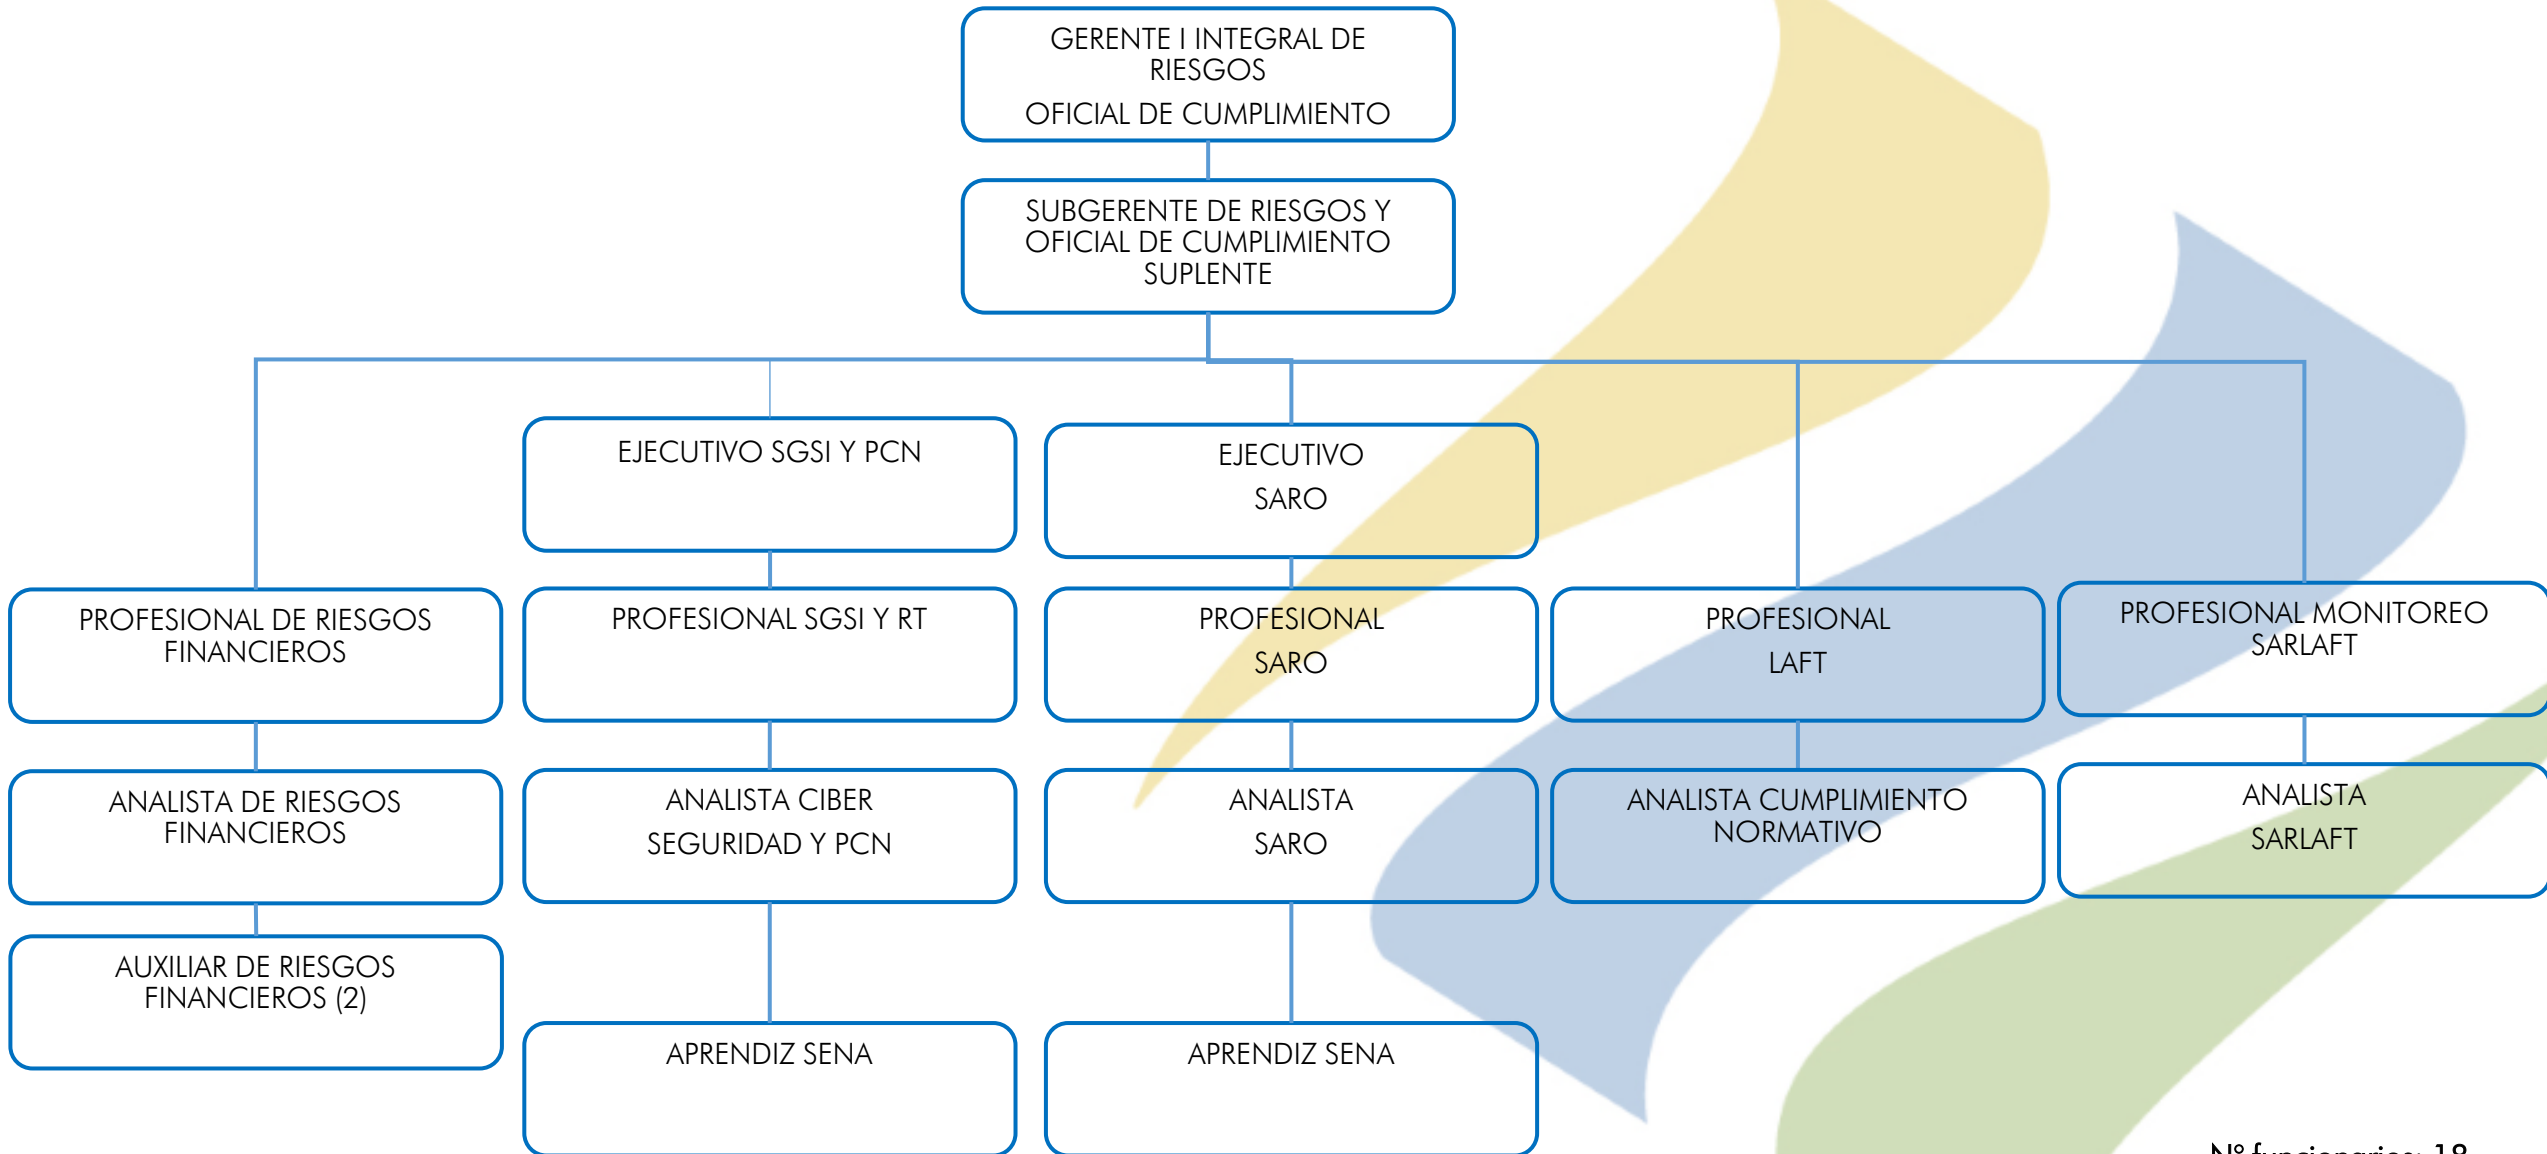 GERENTE I INTEGRAL DE
RIESGOS
OFICIAL DE CUMPLIMIENTO
SUBGERENTE DE RIESGOS Y
OFICIAL DE CUMPLIMIENTO
SUPLENTE
EJECUTIVO SGSI Y PCN
EJECUTIVO
SARO
PROFESIONAL DE RIESGOS
FINANCIEROS
PROFESIONAL SGSI Y RT
PROFESIONAL
SARO
PROFESIONAL
LAFT
PROFESIONAL MONITOREO
SARLAFT
ANALISTA DE RIESGOS
FINANCIEROS
ANALISTA CIBER
SEGURIDAD Y PCN
ANALISTA
SARO
ANALISTA CUMPLIMIENTO
NORMATIVO
ANALISTA
SARLAFT
AUXILIAR DE RIESGOS
FINANCIEROS (2)
APRENDIZ SENA
APRENDIZ SENA
Nº funcionarios: 18